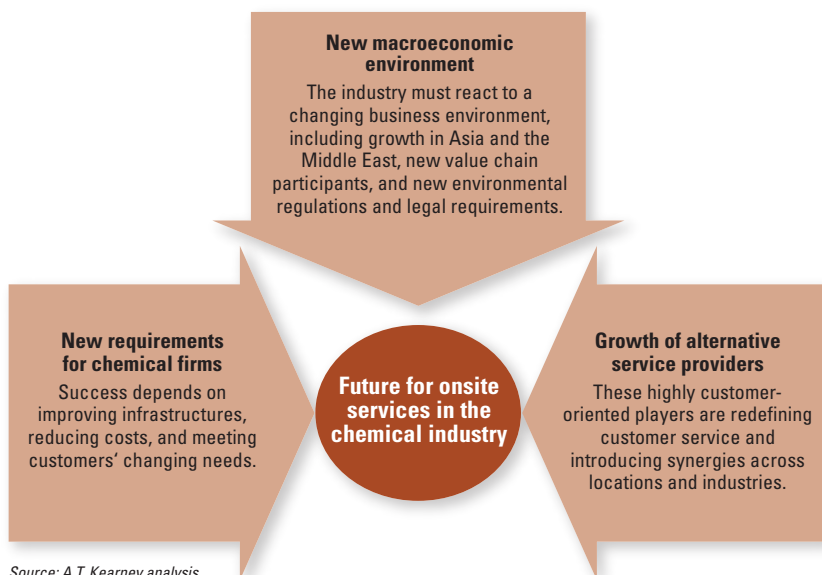 New macroeconomic
environment
The industry must react to a
changing business environment,
including growth in Asia and the
Middle East, new value chain
participants, and new environmental
regulations and legal requirements.
New requirements
for chemical firms
Success depends on
improving infrastructures,
reducing costs, and meeting
customers‘ changing needs.
Future for onsite
services in the
chemical industry
Growth of alternative
service providers
These highly customer-
oriented players are redefining
customer service and
introducing synergies across
locations and industries.
Source: A.T. Kearney analysis